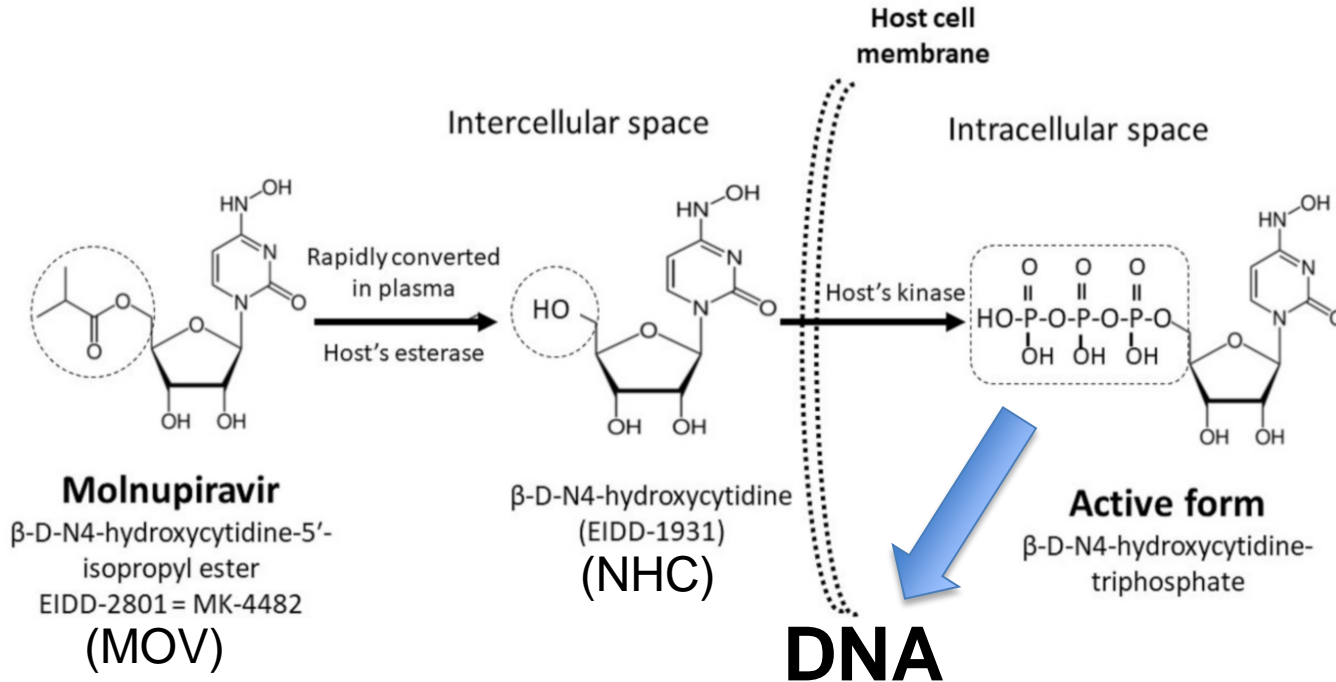 Host cell
membrane
Intercellular space
Intracellular space
HN
OH
N
N
O
O
O
O
OH
OH
Rapidly converted
in plasma
Host's esterase
HN
OH
N
N
O
HO
O
OH
OH
Host's kinase
HN
OH
N
N
O
O O O
HO-P-O-P-O-P-O
OH OH OH
O
OH
OH
Molnupiravir
β-D-N4-hydroxycytidine-5′-
isopropyl ester
EIDD-2801 = MK-4482
(MOV)
β-D-N4-hydroxycytidine
(EIDD-1931)
(NHC)
Active form
β-D-N4-hydroxycytidine-
triphosphate
DNA